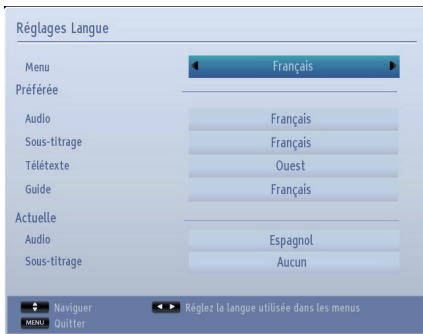 Réglages Langue
Menu Français
Préférée
Audio Français
Sous-titrage Français
Télétexte Ouest
Guide Français
Actuelle
Audio Espagnol
Sous-titrage Aucun
Naviguer Réglez la langue utilisée dans les menus
MENU Quitter